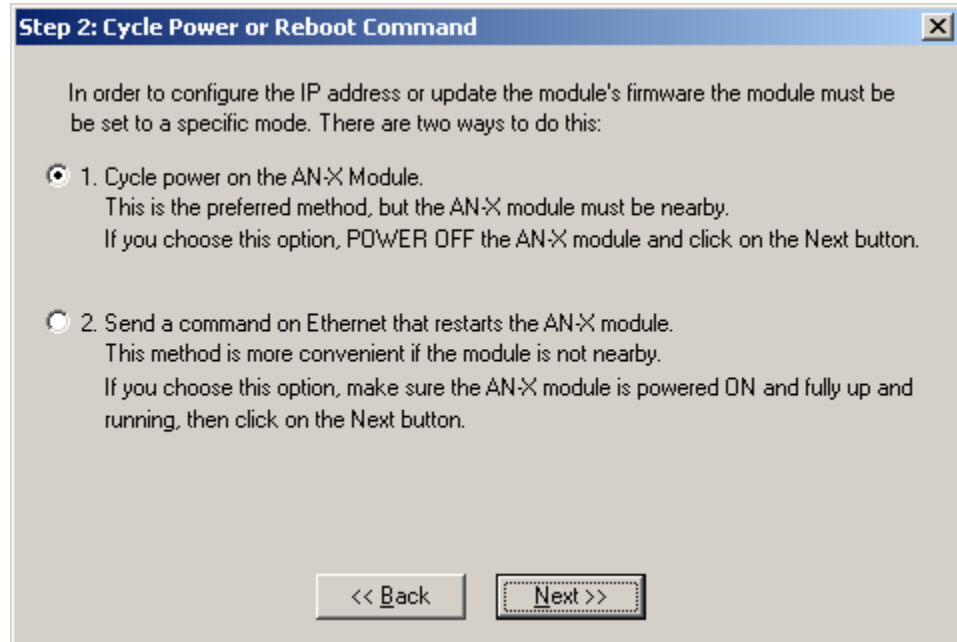 Step 2: Cycle Power or Reboot Command
In order to configure the IP address or update the module's firmware the module must be
be set to a specific mode. There are two ways to do this:
1. Cycle power on the AN-X Module.
This is the preferred method, but the AN-X module must be nearby.
If you choose this option, POWER OFF the AN-X module and click on the Next button.
2. Send a command on Ethernet that restarts the AN-X module.
This method is more convenient if the module is not nearby.
If you choose this option, make sure the AN-X module is powered ON and fully up and
running, then click on the Next button.
<< Back
Next >>